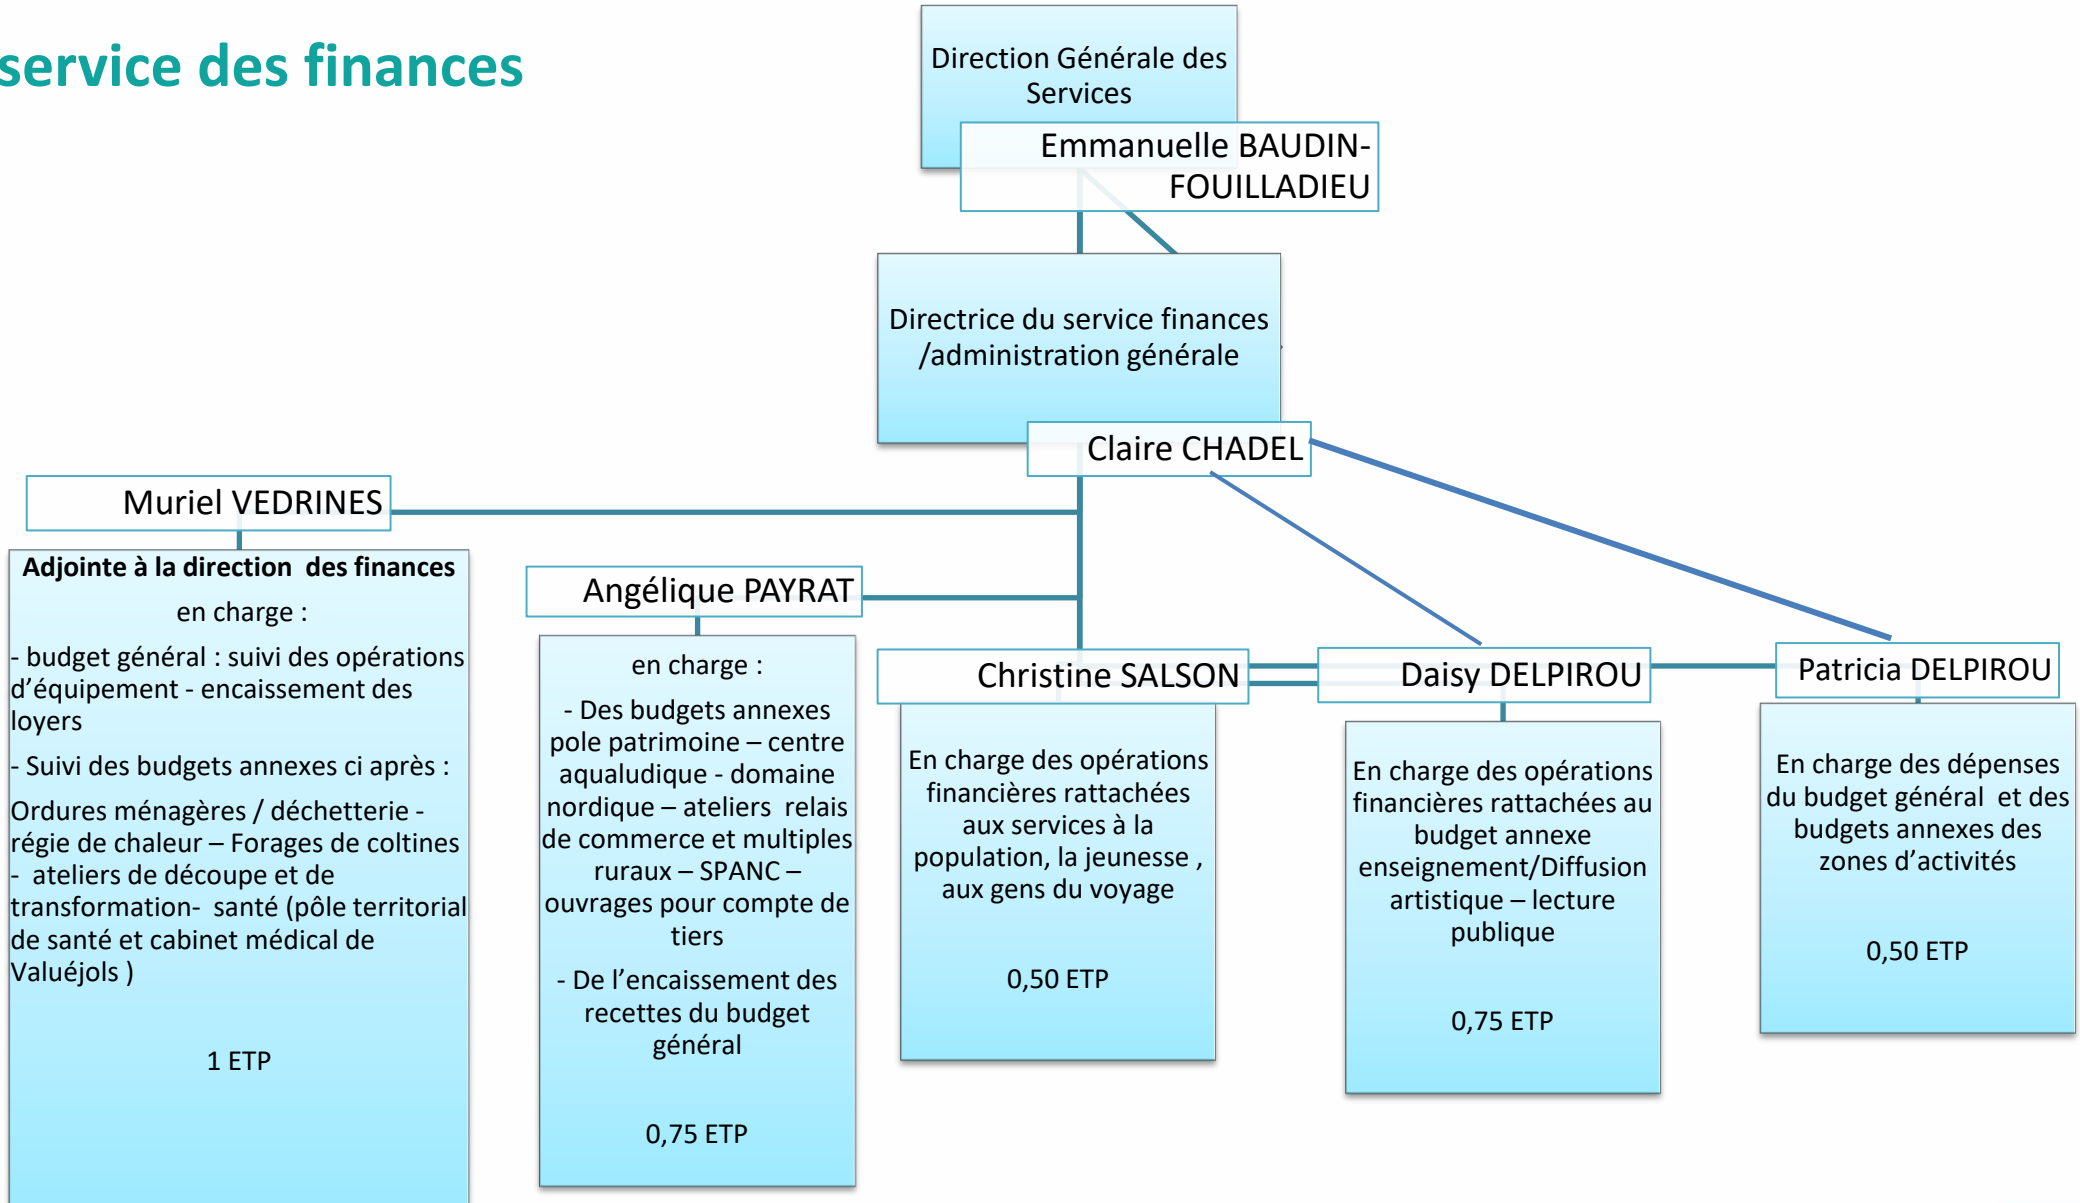 service des finances
Direction Générale des
Services
Emmanuelle BAUDIN-
FOUILLADIEU
Directrice du service finances
/administration générale
Claire CHADEL
Muriel VEDRINES
Adjointe à la direction  des finances
en charge :
- budget général : suivi des opérations
d’équipement - encaissement des
loyers
- Suivi des budgets annexes ci après :
Ordures ménagères / déchetterie -
régie de chaleur – Forages de coltines
-  ateliers de découpe et de
transformation-  santé (pôle territorial
de santé et cabinet médical de
Valuéjols )
1 ETP
Angélique PAYRAT
en charge :
- Des budgets annexes
pole patrimoine – centre
aqualudique - domaine
nordique – ateliers  relais
de commerce et multiples
ruraux – SPANC –
ouvrages pour compte de
tiers
- De l’encaissement des
recettes du budget
général
0,75 ETP
Christine SALSON
En charge des opérations
financières rattachées
aux services à la
population, la jeunesse ,
aux gens du voyage
0,50 ETP
Daisy DELPIROU
En charge des opérations
financières rattachées au
budget annexe
enseignement/Diffusion
artistique – lecture
publique
0,75 ETP
Patricia DELPIROU
En charge des dépenses
du budget général  et des
budgets annexes des
zones d’activités
0,50 ETP